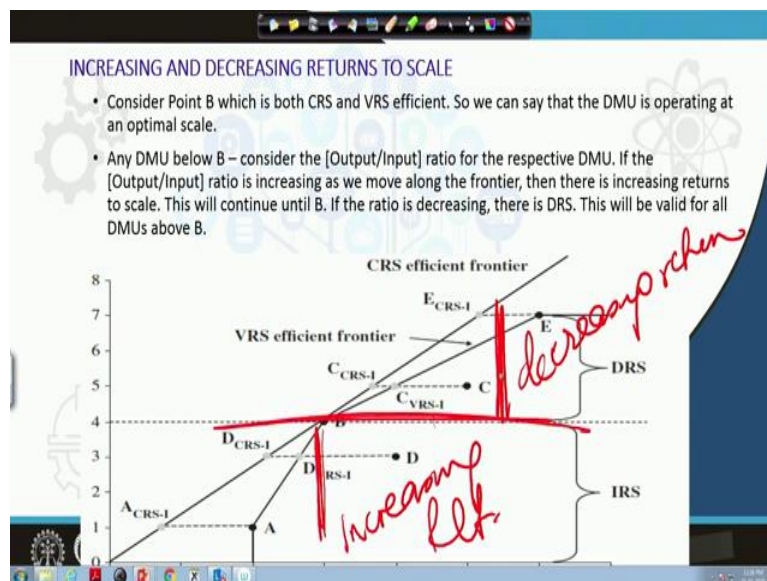 INCREASING AND DECREASING RETURNS TO SCALE
• Consider Point B which is both CRS and VRS efficient. So we can say that the DMU is operating at
an optimal scale.
• Any DMU below B – consider the [Output/Input] ratio for the respective DMU. If the
[Output/Input] ratio is increasing as we move along the frontier, then there is increasing returns
to scale. This will continue until B. If the ratio is decreasing, there is DRS. This will be valid for all
DMUs above B.
CRS efficient frontier
8
E CRS-I
7
E
VRS efficient frontier
6
DRS
C CRS-I
5
C
C VRS-I
decreasing
4
B
D CRS-I
3
D
D RS-I
2
IRS
Increasing
Ret.
A CRS-I
1
A
0